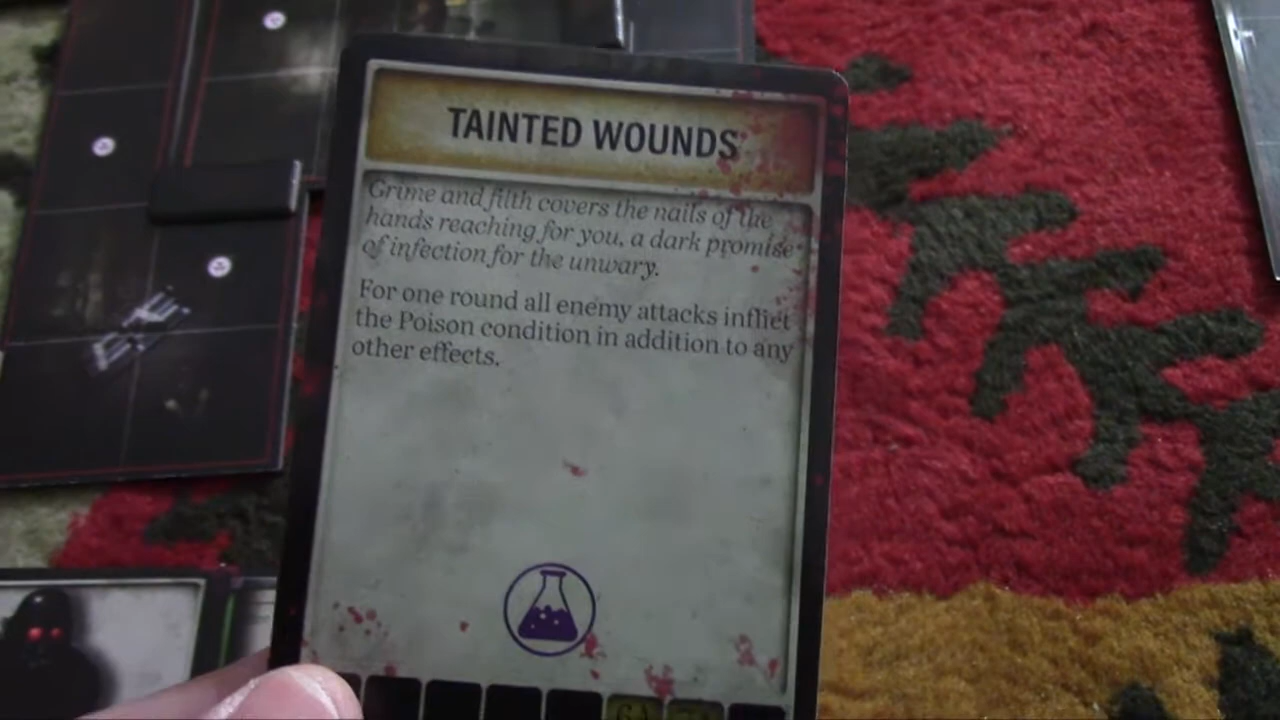 TAINTED WOUNDS
Grime and filth covers the nails of the
hands reaching for you, a dark promise
of infection for the unwary.
For one round all enemy attacks inflict
the Poison condition in addition to any
other effects.